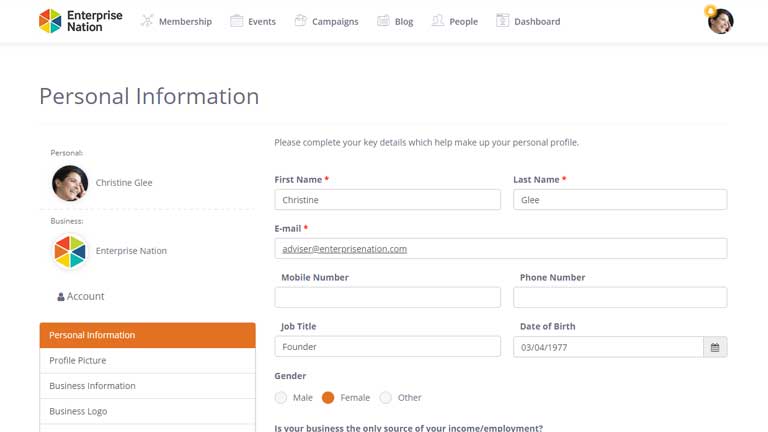 Enterprise
Nation
Membership
Events
Campaigns
Blog
People
Dashboard
Personal Information
Personal:
Christine Glee
Business:
Enterprise Nation
Account
Personal Information
Profile Picture
Business Information
Business Logo
Please complete your key details which help make up your personal profile.
First Name *
Last Name *
Christine
Glee
E-mail *
adviser@enterprisenation.com
Mobile Number
Phone Number
Job Title
Date of Birth
Founder
03/04/1977
Gender
Male
Female
Other
Is your business the only source of your income/employment?